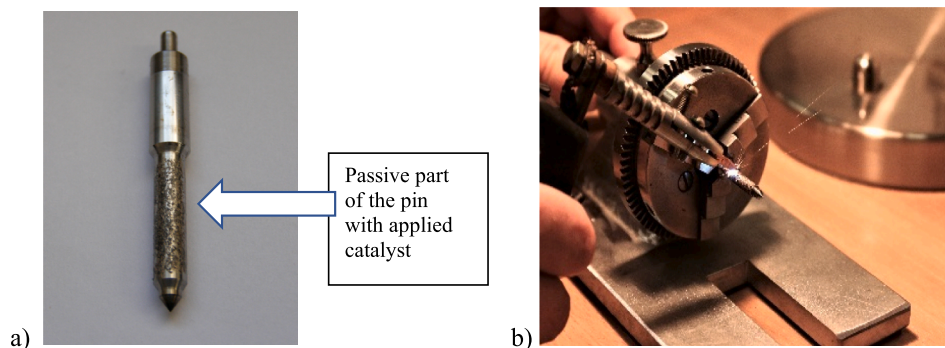 Passive part
of the pin
with applied
catalyst
a)
b)